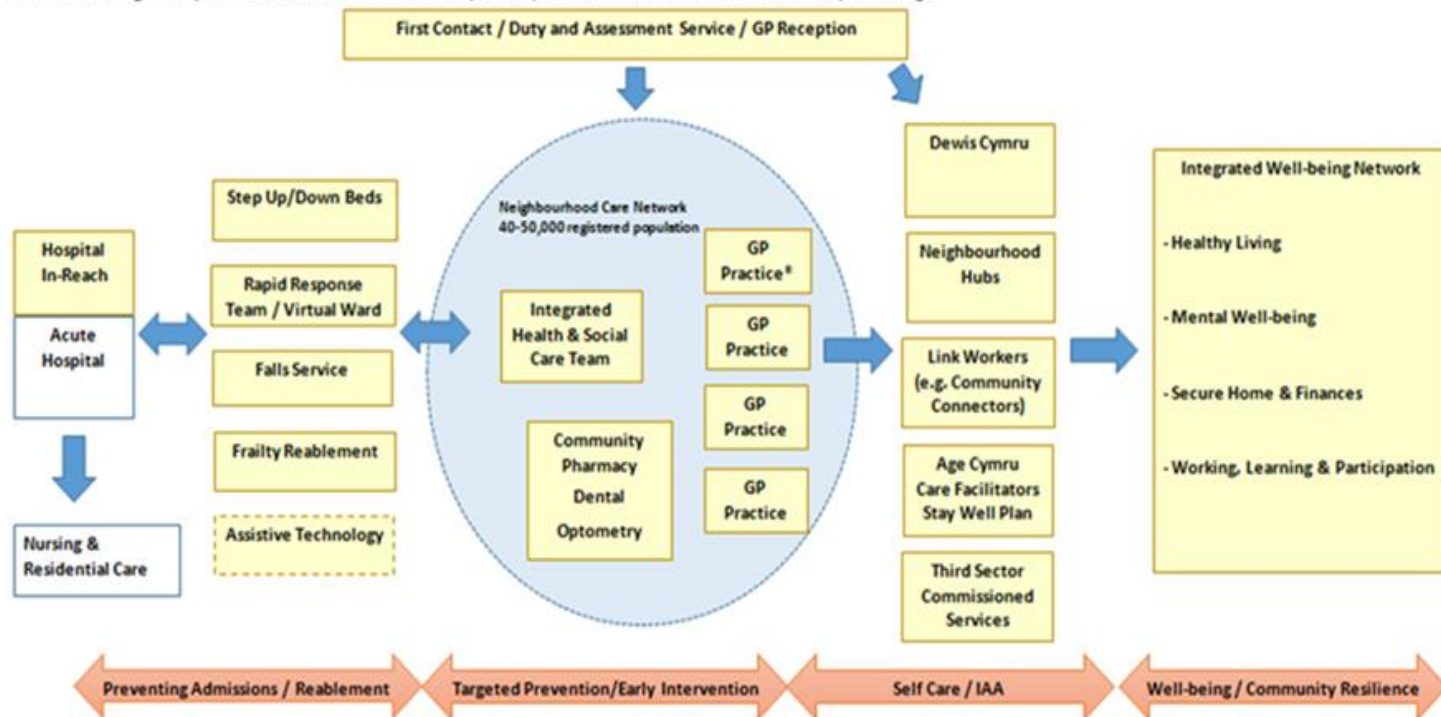 First Contact / Duty and Assessment Service / GP Reception
Dewis Cymru
Integrated Well-being Network
- Healthy Living
- Mental Well-being
- Secure Home & Finances
- Working, Learning & Participation
Step Up/Down Beds
Neighbourhood Care Network
40-50,000 registered population
Hospital
In-Reach
Acute
Hospital
Rapid Response
Team / Virtual Ward
Falls Service
Frailty Reablement
Assistive Technology
Nursing &
Residential Care
Integrated
Health & Social
Care Team
Community
Pharmacy
Dental
Optometry
GP
Practice*
GP
Practice
GP
Practice
GP
Practice
Neighbourhood
Hubs
Link Workers
(e.g. Community
Connectors)
Age Cymru
Care Facilitators
Stay Well Plan
Third Sector
Commissioned
Services
Preventing Admissions / Reablement
Targeted Prevention/Early Intervention
Self Care / IAA
Well-being / Community Resilience